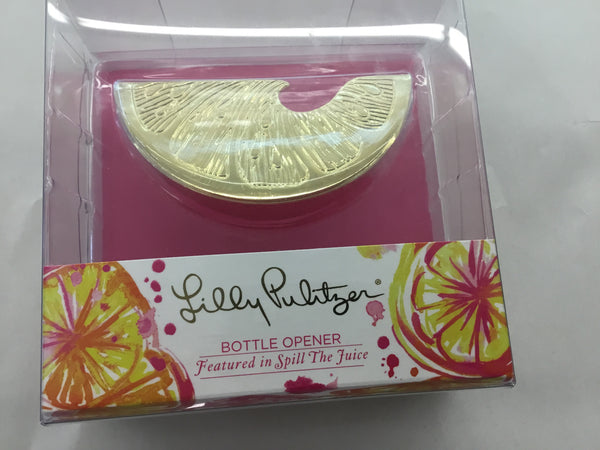 Lilly Pulitzer®
BOTTLE OPENER
Featured in Spill The Juice